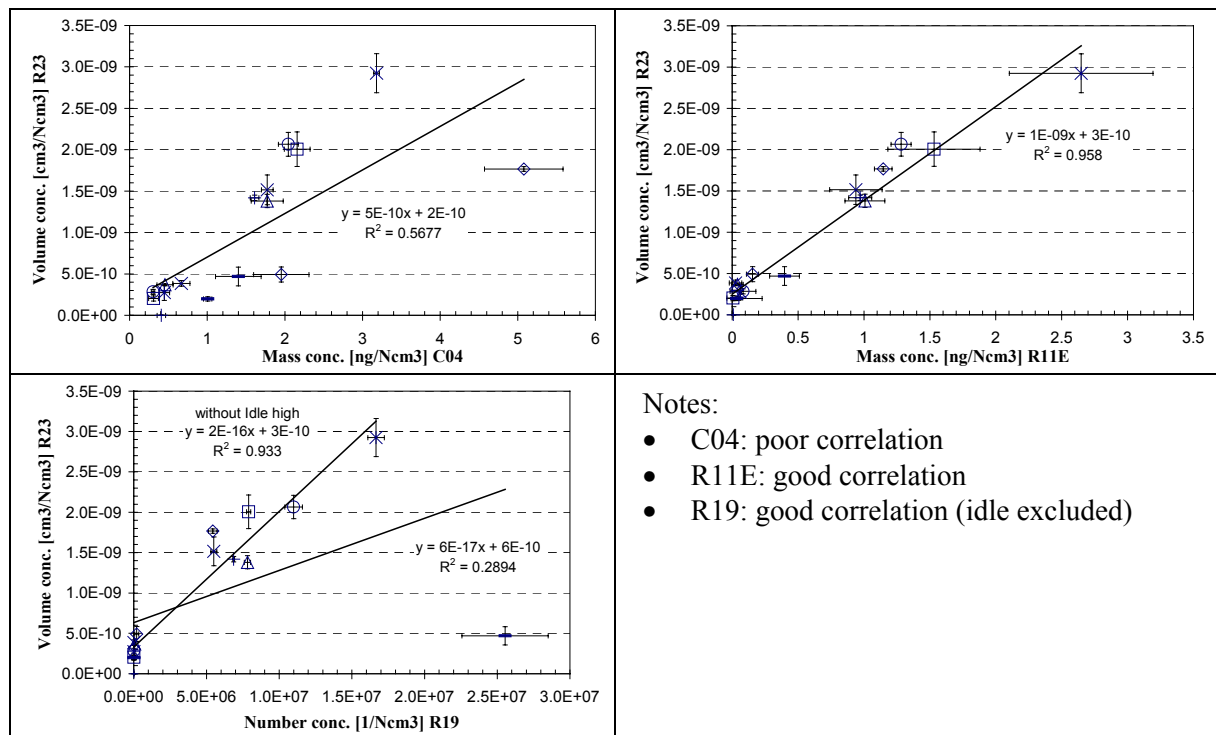 3.5E-09
3.0E-09
2.5E-09
2.0E-09
1.5E-09
1.0E-09
5.0E-10
0.0E+00
Volume conc. [cm3/Ncm3] R23
y = 5E-10x + 2E-10
R² = 0.5677
0 1 2 3 4 5 6
Mass conc. [ng/Ncm3] C04
3.5E-09
3.0E-09
2.5E-09
2.0E-09
1.5E-09
1.0E-09
5.0E-10
0.0E+00
Volume conc. [cm3/Ncm3] R23
y = 1E-09x + 3E-10
R² = 0.958
0 0.5 1 1.5 2 2.5 3 3.5
Mass conc. [ng/Ncm3] R11E
3.5E-09
3.0E-09
2.5E-09
2.0E-09
1.5E-09
1.0E-09
5.0E-10
0.0E+00
Volume conc. [cm3/Ncm3] R23
without Idle high
y = 2E-16x + 3E-10
R² = 0.933
y = 6E-17x + 6E-10
R² = 0.2894
0.0E+00 5.0E+06 1.0E+07 1.5E+07 2.0E+07 2.5E+07 3.0E+07
Number conc. [1/Ncm3] R19
Notes:
• C04: poor correlation
• R11E: good correlation
• R19: good correlation (idle excluded)